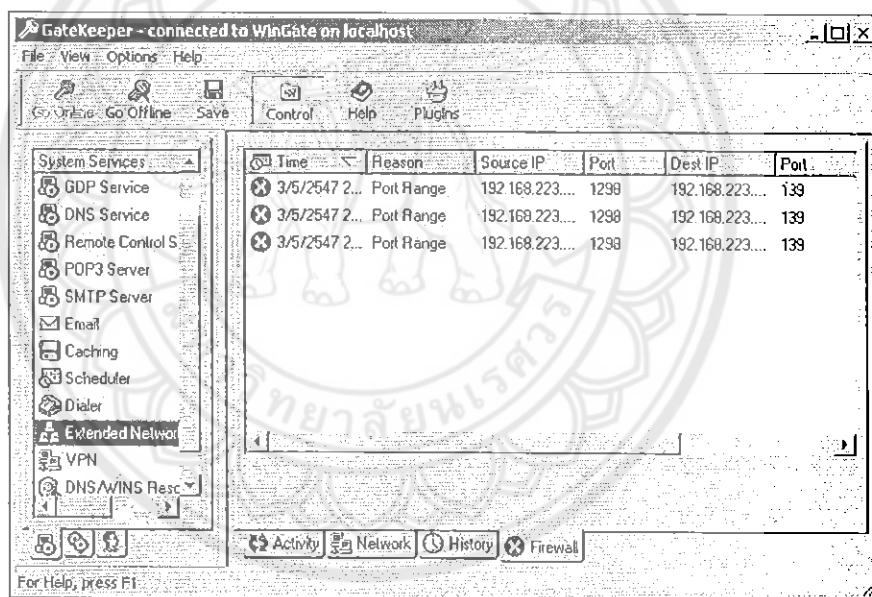 GateKeeper - connected to WinGate on localhost
File View Options Help
Go Online Go Offline Save Control Help Plugins
System Services
GDP Service
DNS Service
Remote Control S
POP3 Server
SMTP Server
Email
Caching
Scheduler
Dialer
Extended Networ
VPN
DNS/WINS Resc
Time Reason Source IP Port Dest IP Port
3/5/2547 2... Port Range 192.168.223.... 1298 192.168.223.... 139
3/5/2547 2... Port Range 192.168.223.... 1298 192.168.223.... 139
3/5/2547 2... Port Range 192.168.223.... 1298 192.168.223.... 139
Activity Network History Firewall
For Help, press F1